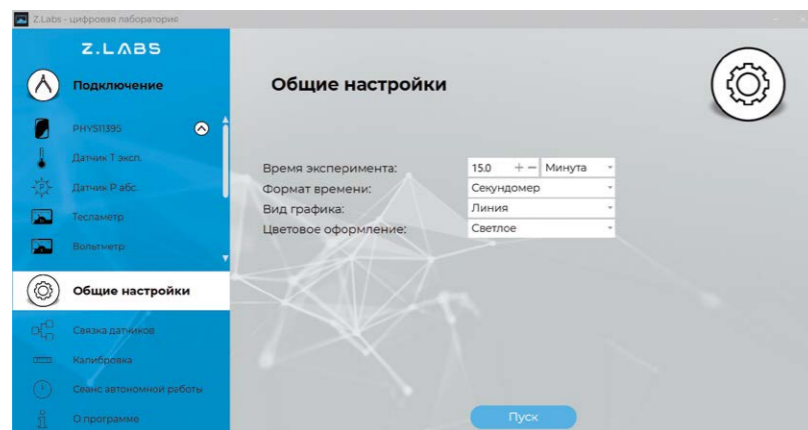 Z.Labs - цифровая лаборатория
Z.LABS
Подключение
PHYS11395
Датчик Т эксп.
Датчик Р абс.
Тесламетр
Вольтметр
Общие настройки
Связка датчиков
Калибровка
Сеанс автономной работы
О программе
Общие настройки
Время эксперимента: 15.0 + − Минута
Формат времени: Секундомер
Вид графика: Линия
Цветовое оформление: Светлое
Пуск